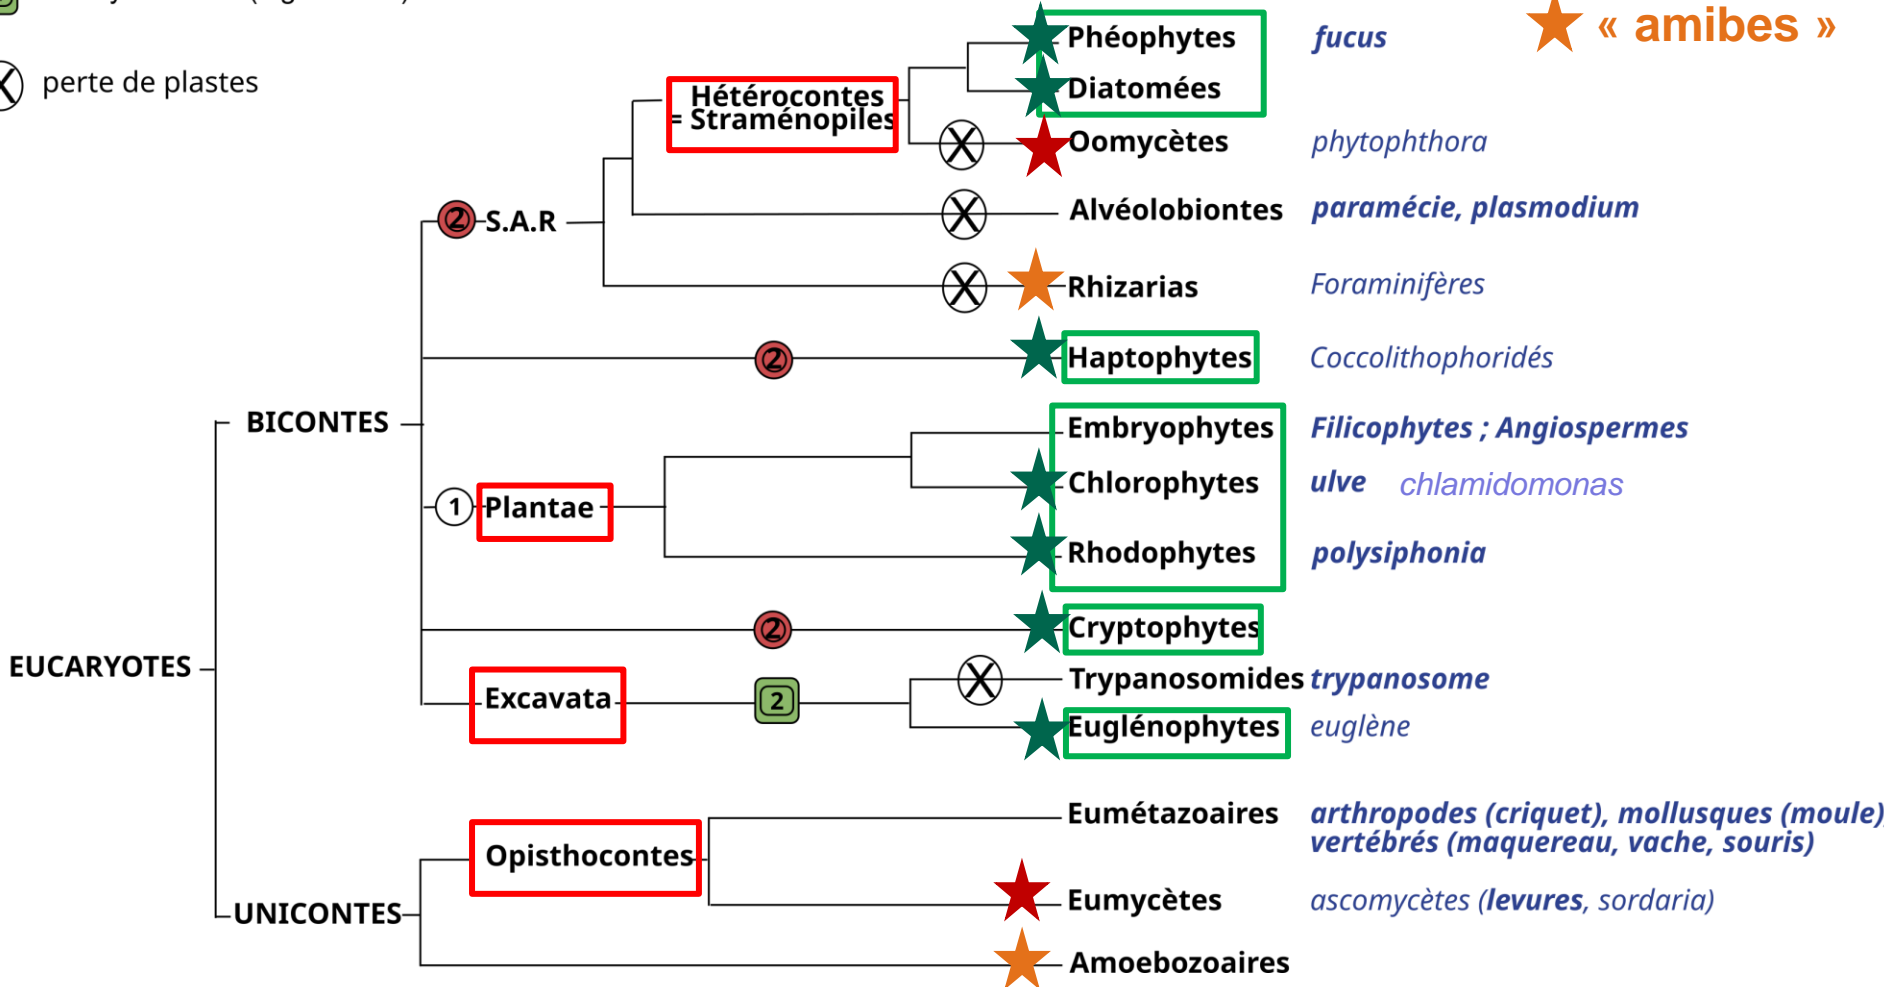 « amibes »
perte de plastes
Phéophytes fucus
Diatomées
Hétérocontes
= Straménopiles
X Oomycètes phytophthora
X Alvéolobiontes paramécie, plasmodium
2 S.A.R
X Rhizarias Foraminifères
2 Haptophytes Coccolithophoridés
BICONTES
Embryophytes Filicophytes ; Angiospermes
Chlorophytes ulve chlamidomonas
1 Plantae
Rhodophytes polysiphonia
2 Cryptophytes
EUCARYOTES
X Trypanosomides trypanosome
Excavata 2
Euglénophytes euglène
Eumétazoaires arthropodes (criquet), mollusques (moule),
vertébrés (maquereau, vache, souris)
Opisthocontes
Eumycètes ascomycètes (levures, sordaria)
UNICONTES
Amoebozoaires